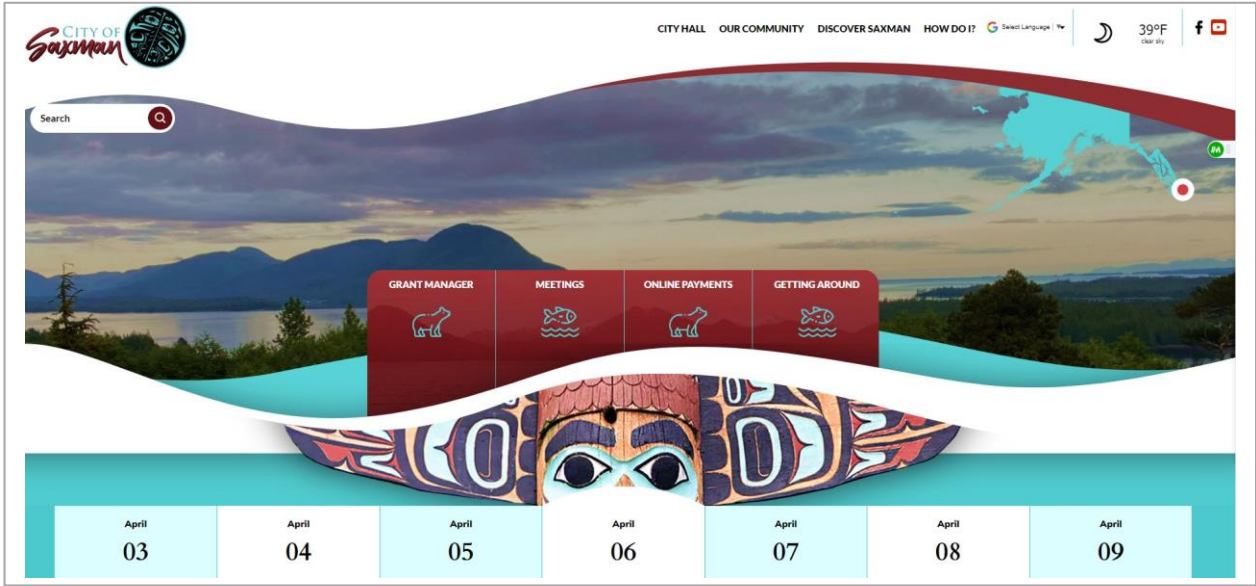 CITY OF
Saxman
CITY HALL OUR COMMUNITY DISCOVER SAXMAN HOW DO I? G Select Language
39°F
clear sky
Search
GRANT MANAGER MEETINGS ONLINE PAYMENTS GETTING AROUND
April April April April April April April
03 04 05 06 07 08 09